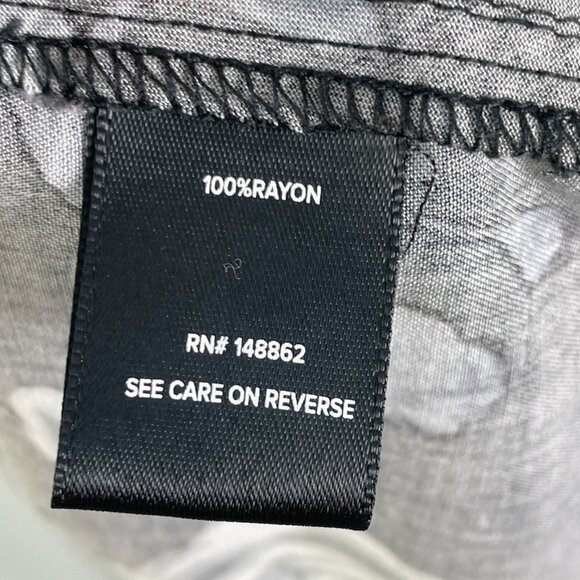 100%RAYON
RN# 148862
SEE CARE ON REVERSE